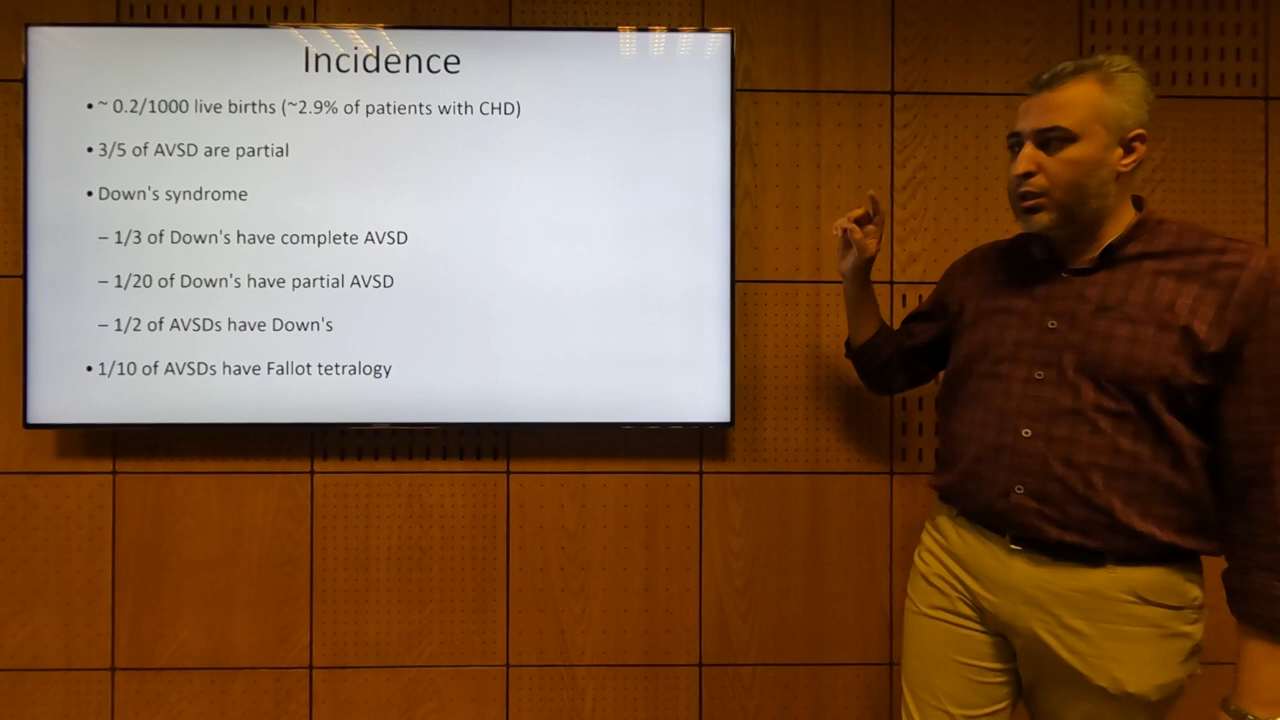 Incidence
• ~ 0.2/1000 live births (~2.9% of patients with CHD)
• 3/5 of AVSD are partial
• Down's syndrome
– 1/3 of Down's have complete AVSD
– 1/20 of Down's have partial AVSD
– 1/2 of AVSDs have Down's
• 1/10 of AVSDs have Fallot tetralogy